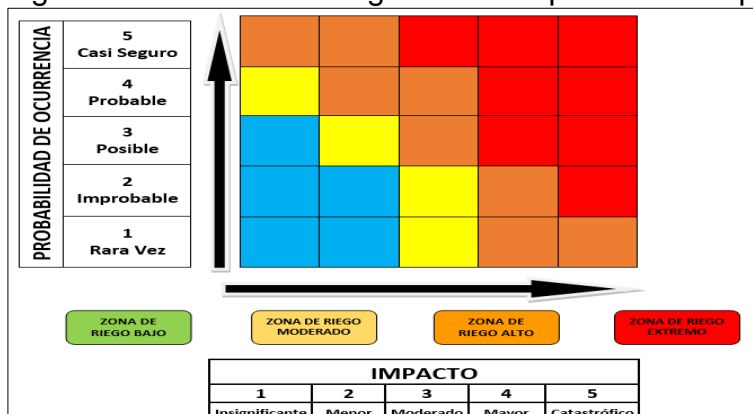 PROBABILIDAD DE OCURRENCIA
5
Casi Seguro
4
Probable
3
Posible
2
Improbable
1
Rara Vez
ZONA DE
RIEGO BAJO
ZONA DE RIEGO
MODERADO
ZONA DE
RIEGO ALTO
ZONA DE RIEGO
EXTREMO
IMPACTO
1 2 3 4 5
Insignificante Menor Moderado Mayor Catastrófico